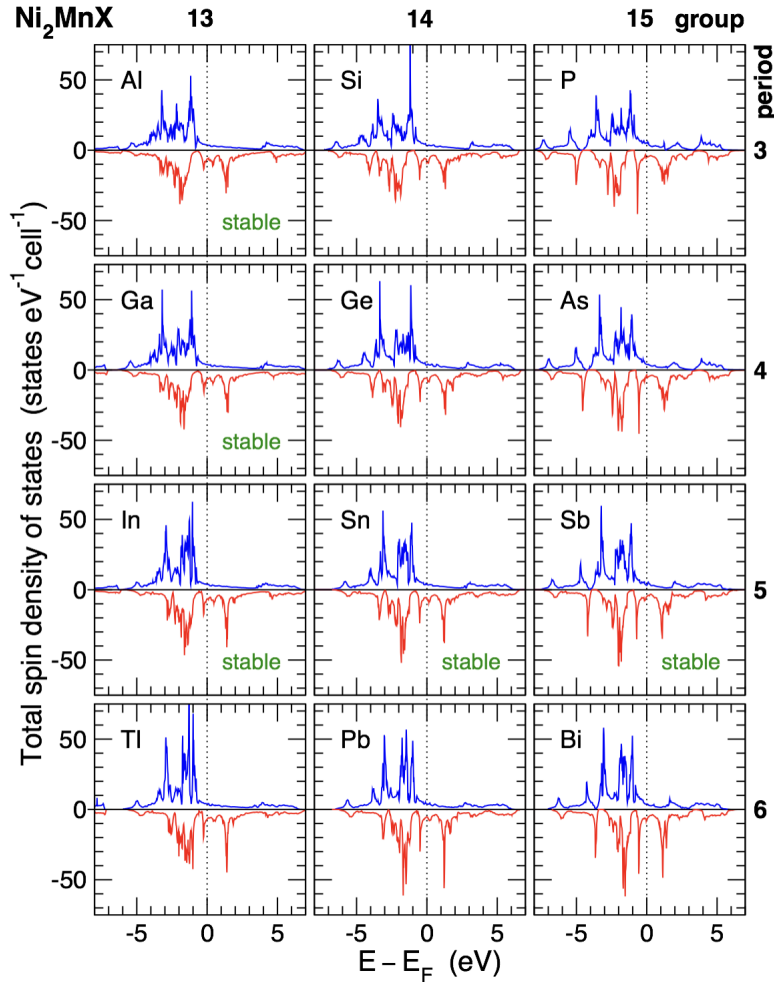 Ni₂MnX 13 14 15 group
period
Al Si P
50
0
-50
3
stable
Ga Ge As
50
0
-50
4
stable
In Sn Sb
50
0
-50
5
stable stable stable
Tl Pb Bi
50
0
-50
6
-5 0 5 -5 0 5 -5 0 5
E – E_F (eV)
Total spin density of states (states eV⁻¹ cell⁻¹)